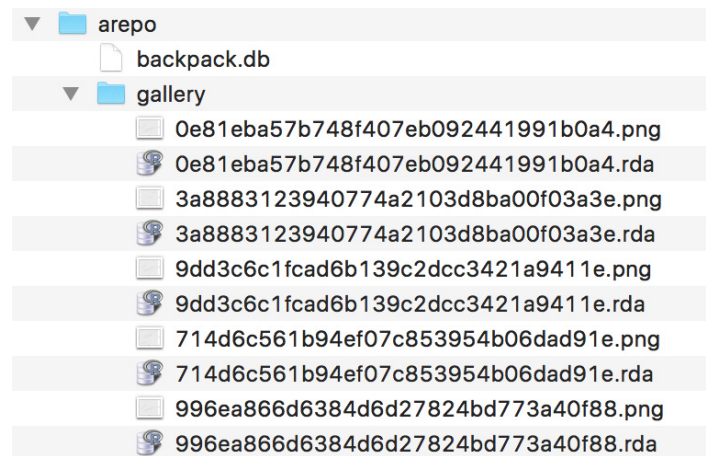 arepo
backpack.db
gallery
0e81eba57b748f407eb092441991b0a4.png
0e81eba57b748f407eb092441991b0a4.rda
3a8883123940774a2103d8ba00f03a3e.png
3a8883123940774a2103d8ba00f03a3e.rda
9dd3c6c1fcad6b139c2dcc3421a9411e.png
9dd3c6c1fcad6b139c2dcc3421a9411e.rda
714d6c561b94ef07c853954b06dad91e.png
714d6c561b94ef07c853954b06dad91e.rda
996ea866d6384d6d27824bd773a40f88.png
996ea866d6384d6d27824bd773a40f88.rda